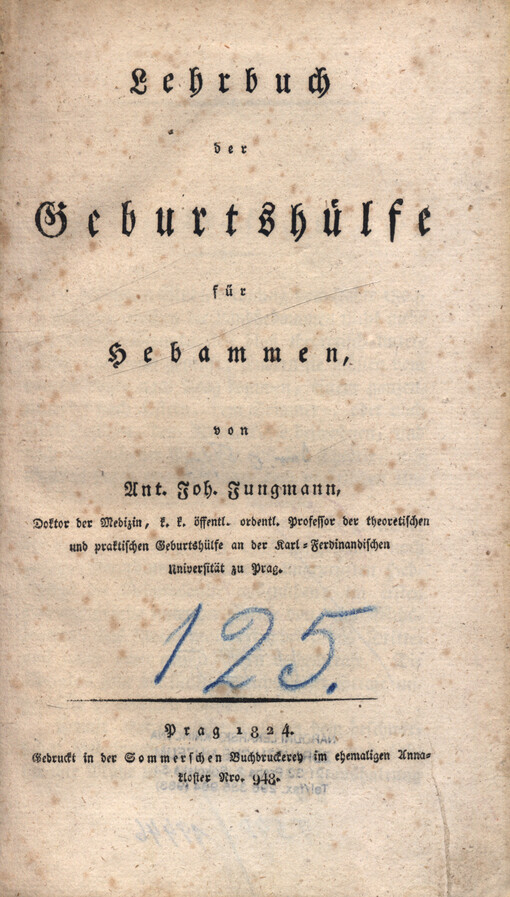 Lehrbuch
der
Geburtshülfe
für
Hebammen,
von
Ant. Joh. Jungmann,
Doktor der Medizin, k. k. öffentl. ordentl. Professor der theoretischen
und praktischen Geburtshülfe an der Karl-Ferdinandischen
Universität zu Prag.
125.
Prag 1824.
Gedruckt in der Sommerschen Buchdruckerey im ehemaligen Anna-
kloster Nro. 948.